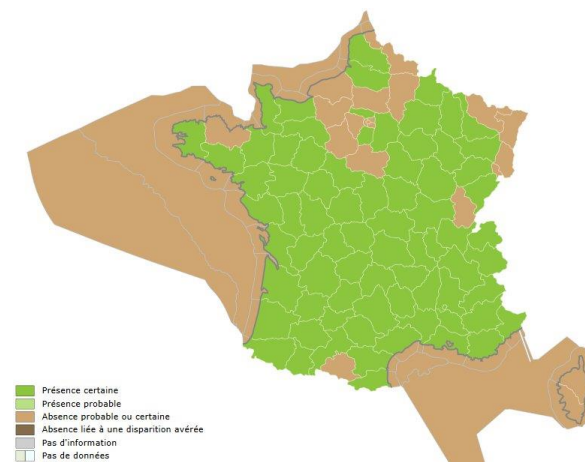 Présence certaine
Présence probable
Absence probable ou certaine
Absence liée à une disparition avérée
Pas d'information
Pas de données